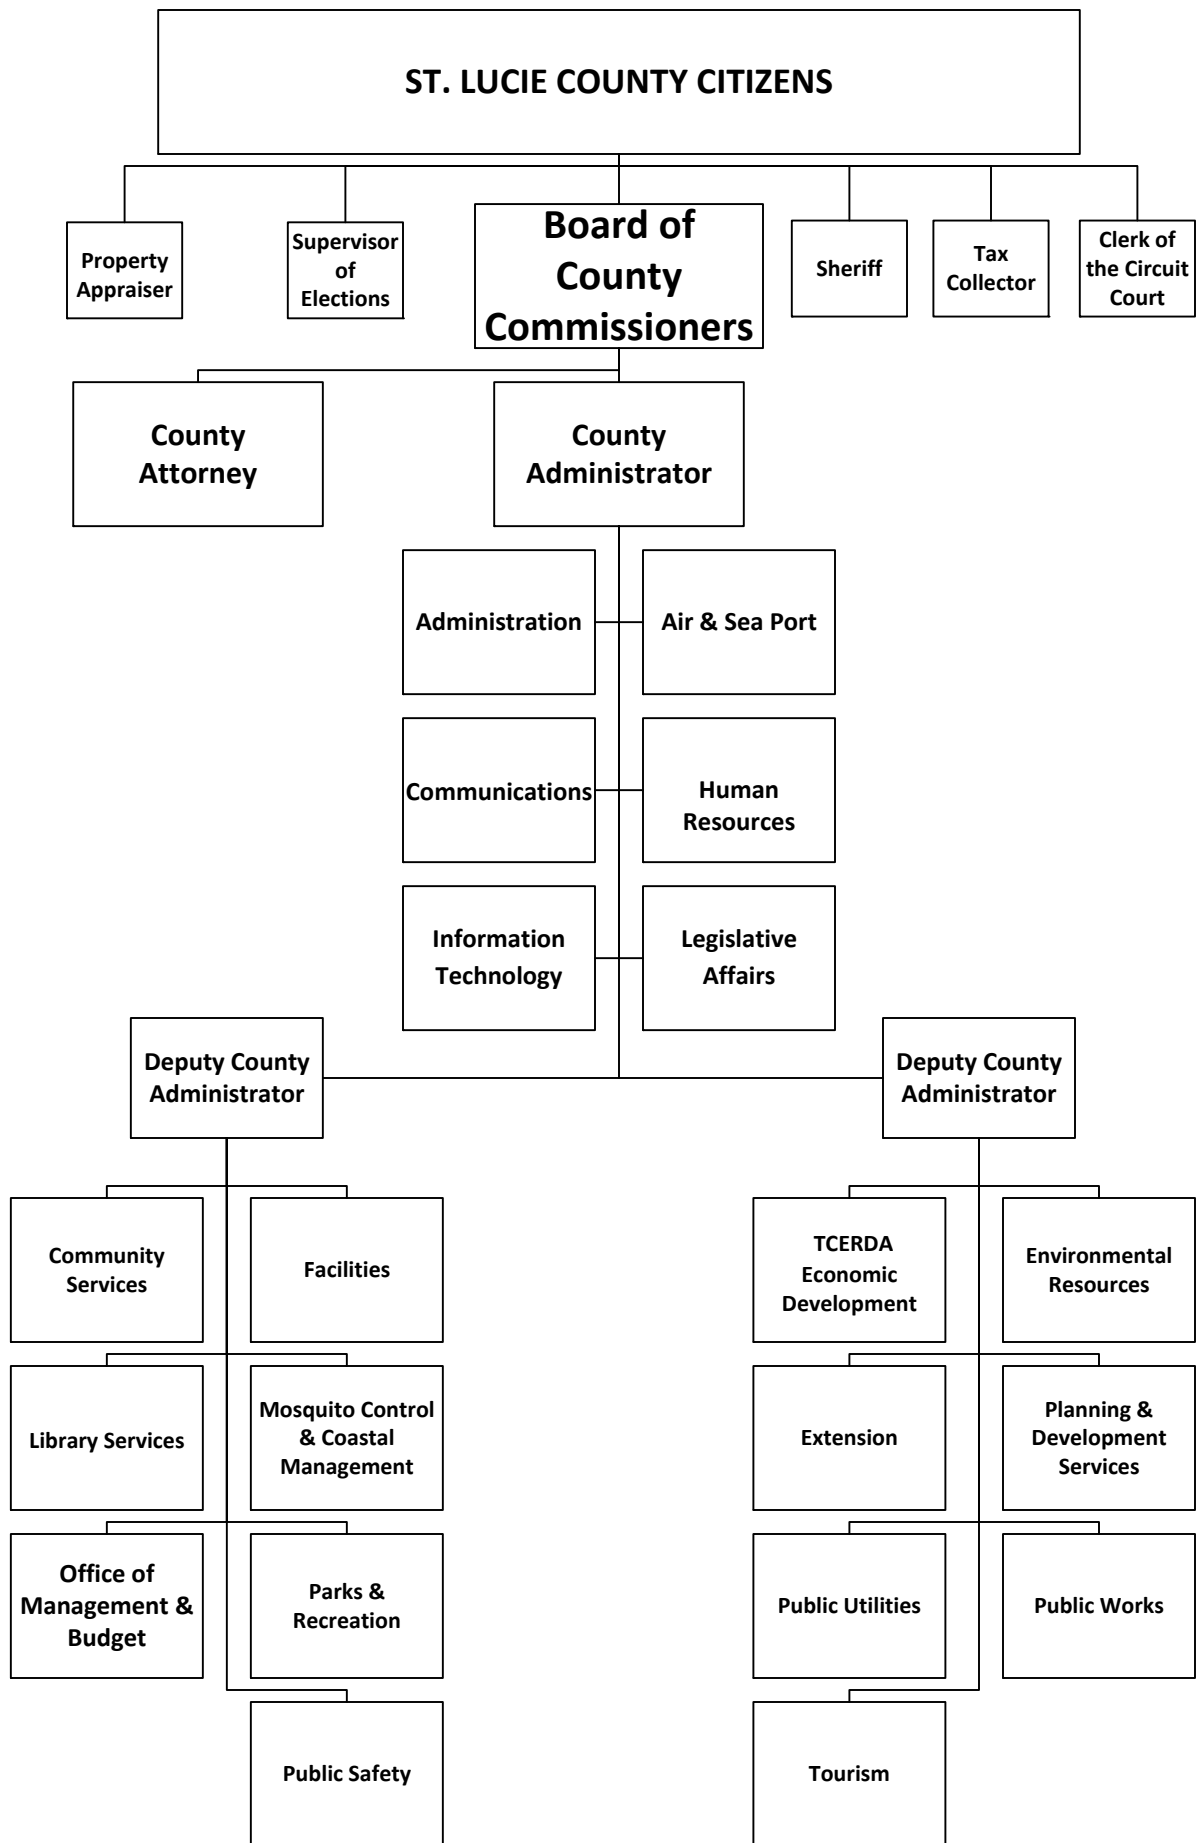 ST. LUCIE COUNTY CITIZENS
Property
Appraiser
Supervisor
of
Elections
Board of
County
Commissioners
Sheriff
Tax
Collector
Clerk of
the Circuit
Court
County
Attorney
County
Administrator
Administration
Air & Sea Port
Communications
Human
Resources
Information
Technology
Legislative
Affairs
Deputy County
Administrator
Deputy County
Administrator
Community
Services
Facilities
TCERDA
Economic
Development
Environmental
Resources
Library Services
Mosquito Control
& Coastal
Management
Extension
Planning &
Development
Services
Office of
Management &
Budget
Parks &
Recreation
Public Utilities
Public Works
Public Safety
Tourism